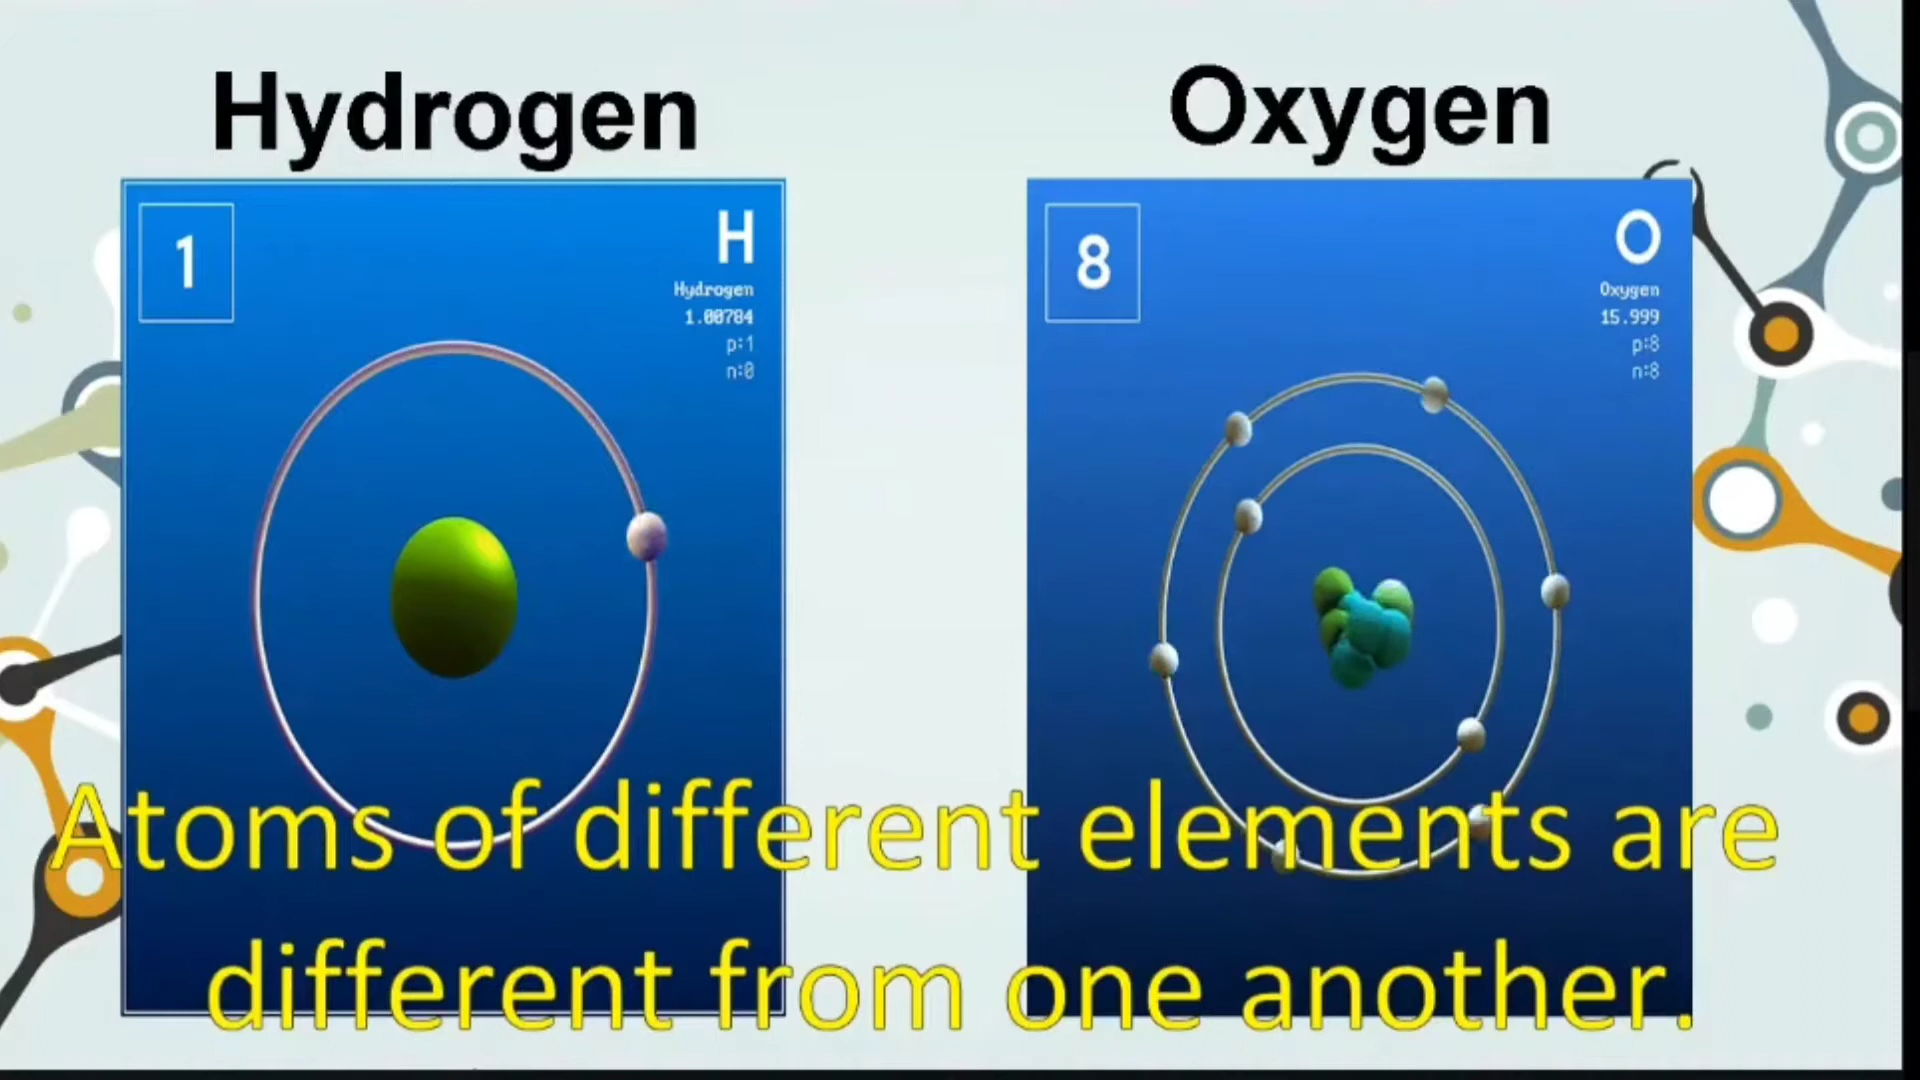 Hydrogen
1
H
Hydrogen
1.00784
p:1
n:0
Oxygen
8
O
Oxygen
15.999
p:8
n:8
Atoms of different elements are
different from one another.